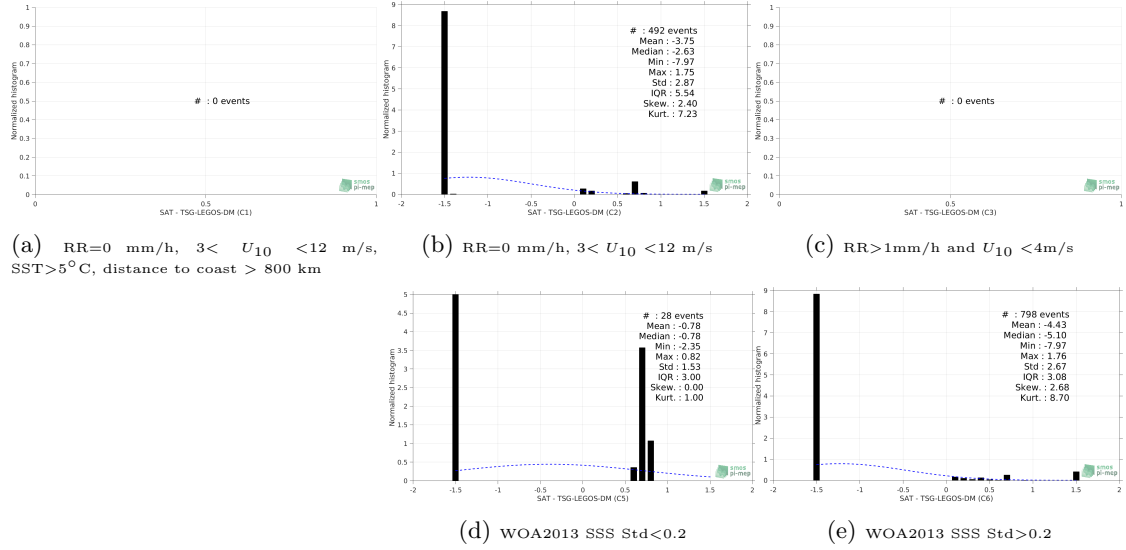 1
0.9
0.8
0.7
0.6
0.5
0.4
0.3
0.2
0.1
0
Normalized histogram
# : 0 events
smos
pi-mep
0 0.5 1
SAT - TSG-LEGOS-DM (C1)
(a) RR=0 mm/h, 3< U10 <12 m/s,
SST>5°C, distance to coast > 800 km
9
8
7
6
5
4
3
2
1
0
Normalized histogram
# : 492 events
Mean : -3.75
Median : -2.63
Min : -7.97
Max : 1.75
Std : 2.87
IQR : 5.54
Skew. : 2.40
Kurt. : 7.23
smos
pi-mep
-2 -1.5 -1 -0.5 0 0.5 1 1.5 2
SAT - TSG-LEGOS-DM (C2)
(b) RR=0 mm/h, 3< U10 <12 m/s
1
0.9
0.8
0.7
0.6
0.5
0.4
0.3
0.2
0.1
0
Normalized histogram
# : 0 events
smos
pi-mep
0 0.5 1
SAT - TSG-LEGOS-DM (C3)
(c) RR>1mm/h and U10 <4m/s
5
4.5
4
3.5
3
2.5
2
1.5
1
0.5
0
Normalized histogram
# : 28 events
Mean : -0.78
Median : -0.78
Min : -2.35
Max : 0.82
Std : 1.53
IQR : 3.00
Skew. : 0.00
Kurt. : 1.00
smos
pi-mep
-2 -1.5 -1 -0.5 0 0.5 1 1.5 2
SAT - TSG-LEGOS-DM (C5)
(d) WOA2013 SSS Std<0.2
9
8
7
6
5
4
3
2
1
0
Normalized histogram
# : 798 events
Mean : -4.43
Median : -5.10
Min : -7.97
Max : 1.76
Std : 2.67
IQR : 3.08
Skew. : 2.68
Kurt. : 8.70
smos
pi-mep
-2 -1.5 -1 -0.5 0 0.5 1 1.5 2
SAT - TSG-LEGOS-DM (C6)
(e) WOA2013 SSS Std>0.2